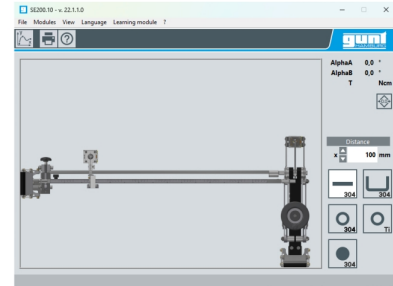 SE200.10 - v. 22.1.1.0
File Modules View Language Learning module ?
gunt
AlphaA 0,0 °
AlphaB 0,0 °
T Ncm
Distance
x 100 mm
304 304
304 Ti
304